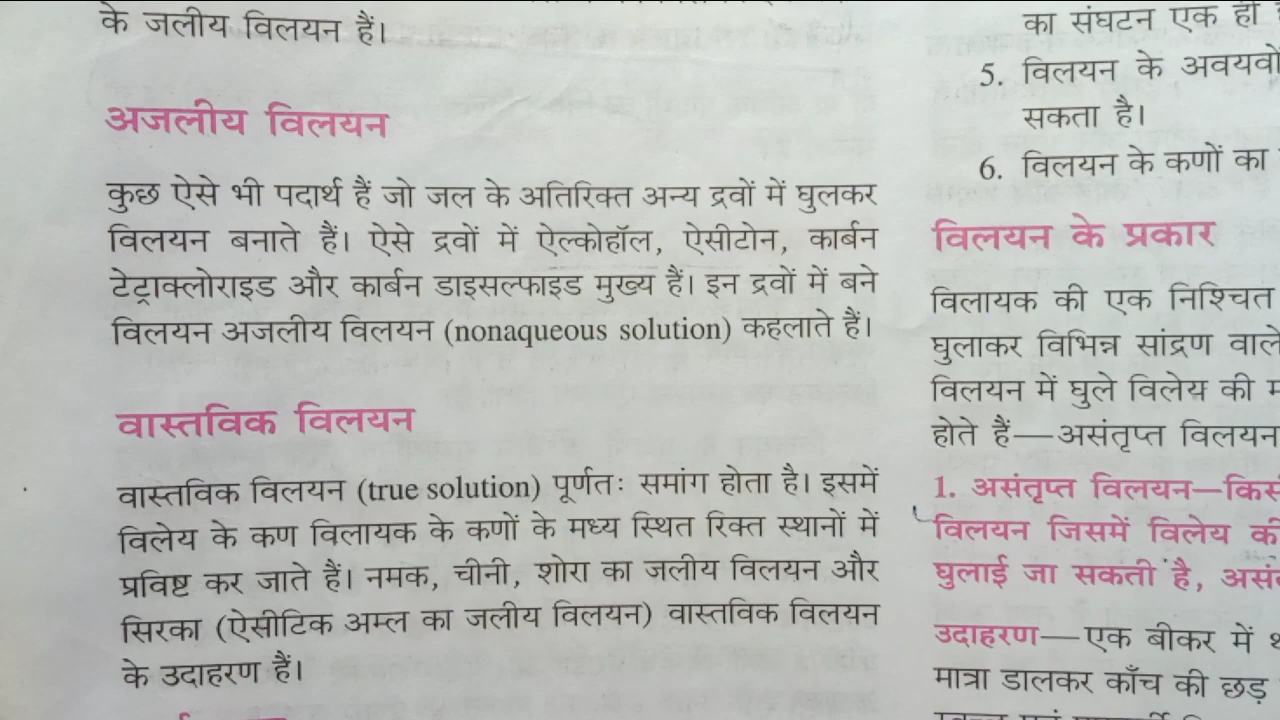 के जलीय विलयन हैं।
अजलीय विलयन
कुछ ऐसे भी पदार्थ हैं जो जल के अतिरिक्त अन्य द्रवों में घुलकर
विलयन बनाते हैं। ऐसे द्रवों में ऐल्कोहॉल, ऐसीटोन, कार्बन
टेट्राक्लोराइड और कार्बन डाइसल्फाइड मुख्य हैं। इन द्रवों में बने
विलयन अजलीय विलयन (nonaqueous solution) कहलाते हैं।
वास्तविक विलयन
वास्तविक विलयन (true solution) पूर्णतः समांग होता है। इसमें
विलेय के कण विलायक के कणों के मध्य स्थित रिक्त स्थानों में
प्रविष्ट कर जाते हैं। नमक, चीनी, शोरा का जलीय विलयन और
सिरका (ऐसीटिक अम्ल का जलीय विलयन) वास्तविक विलयन
के उदाहरण हैं।
का संघटन एक ही
5. विलयन के अवयवों
सकता है।
6. विलयन के कणों का
विलयन के प्रकार
विलायक की एक निश्चित
घुलाकर विभिन्न सांद्रण वाले
विलयन में घुले विलेय की
होते हैं—असंतृप्त विलयन
1. असंतृप्त विलयन—
विलयन जिसमें विलेय की
घुलाई जा सकती है,
उदाहरण—एक बीकर में
मात्रा डालकर काँच की छड़